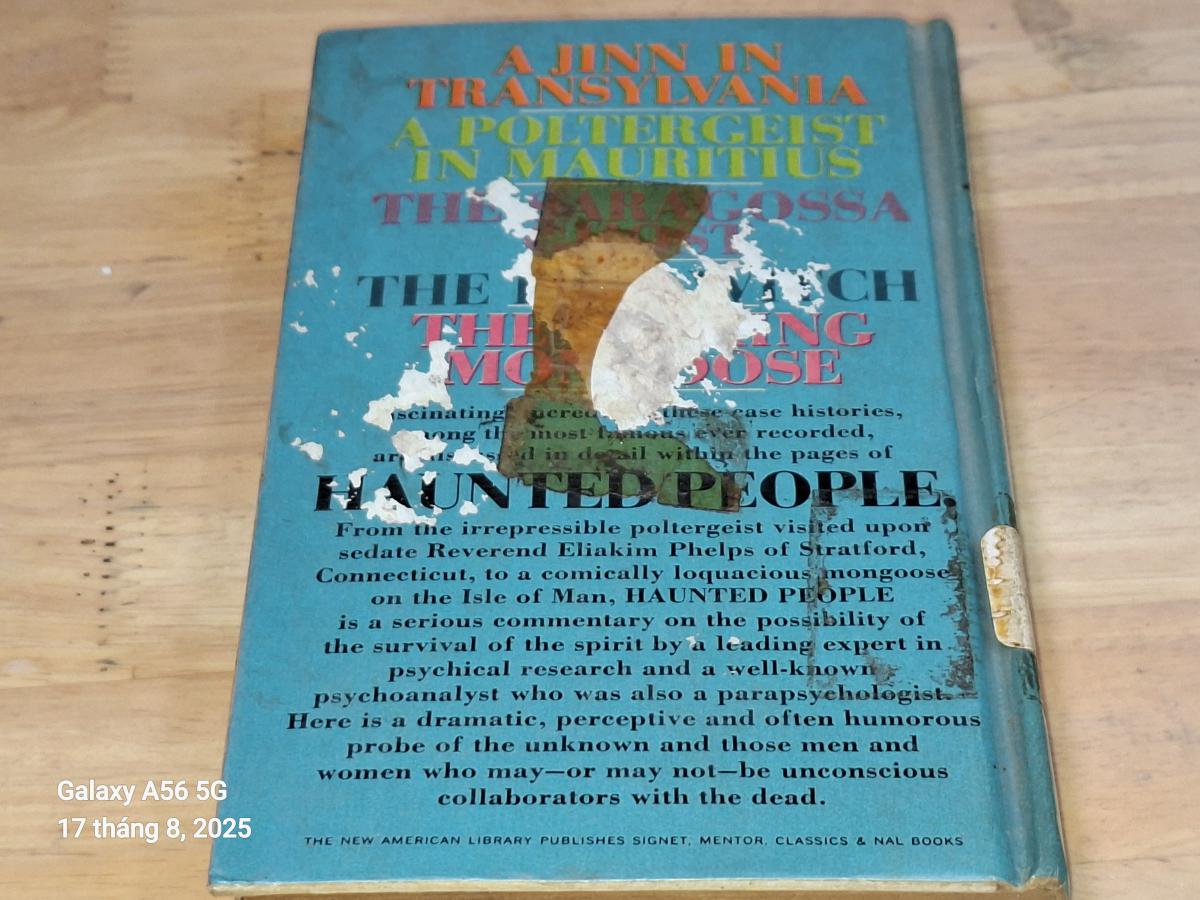 A JINN IN
TRANSYLVANIA
A POLTERGEIST
IN MAURITIUS
THE SARAGOSSA
THE WITCH
THE
MONGOOSE
these case histories,
the most famous ever recorded,
in detail within the pages of
HAUNTED PEOPLE.
From the irrepressible poltergeist visited upon
sedate Reverend Eliakim Phelps of Stratford,
Connecticut, to a comically loquacious mongoose
on the Isle of Man, HAUNTED PEOPLE
is a serious commentary on the possibility of
the survival of the spirit by a leading expert in
psychical research and a well-known
psychoanalyst who was also a parapsychologist.
Here is a dramatic, perceptive and often humorous
probe of the unknown and those men and
women who may—or may not—be unconscious
collaborators with the dead.
THE NEW AMERICAN LIBRARY PUBLISHES SIGNET, MENTOR, CLASSICS & NAL BOOKS
Galaxy A56 5G
17 tháng 8, 2025